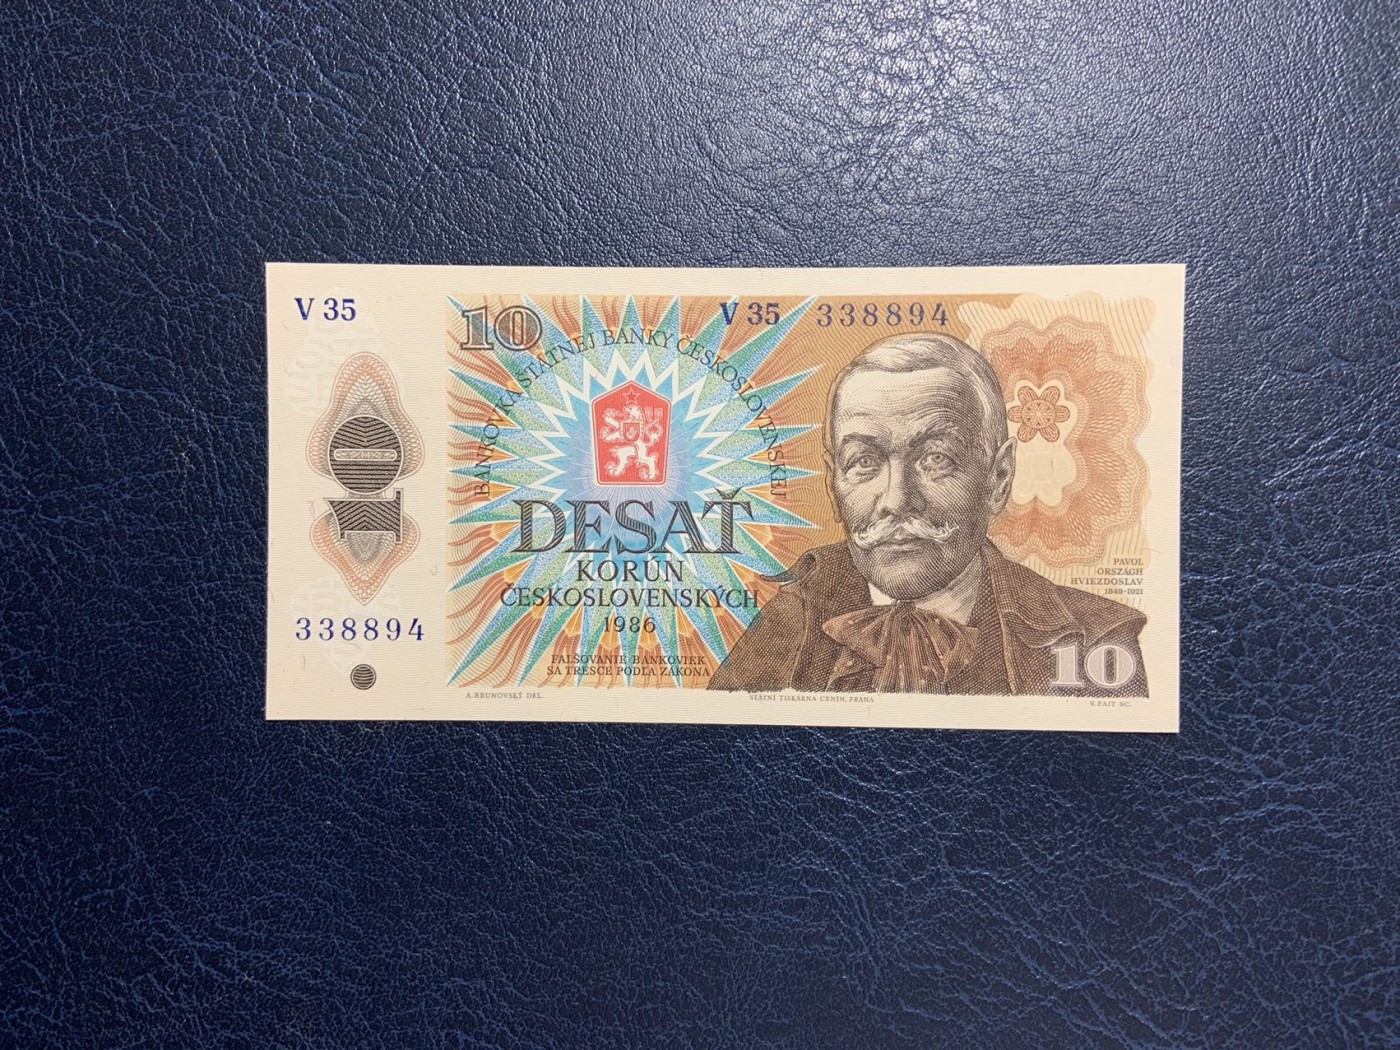 V 35
10
V 35 338894
BANKOVKA ŠTÁTNEJ BANKY ČESKOSLOVENSKEJ
10
DESAŤ
KORÚN
ČESKOSLOVENSKÝCH
1986
PAVOL
ORSZÁGH
HVIEZDOSLAV
1849-1921
338894
FALŠOVANIE BANKOVIEK
SA TRESCE PODĽA ZÁKONA
10
A. BRUNOVSKÝ DEL.
STÁTNÍ TISKÁRNA CENIN, PRAHA
V. FAJT SC.